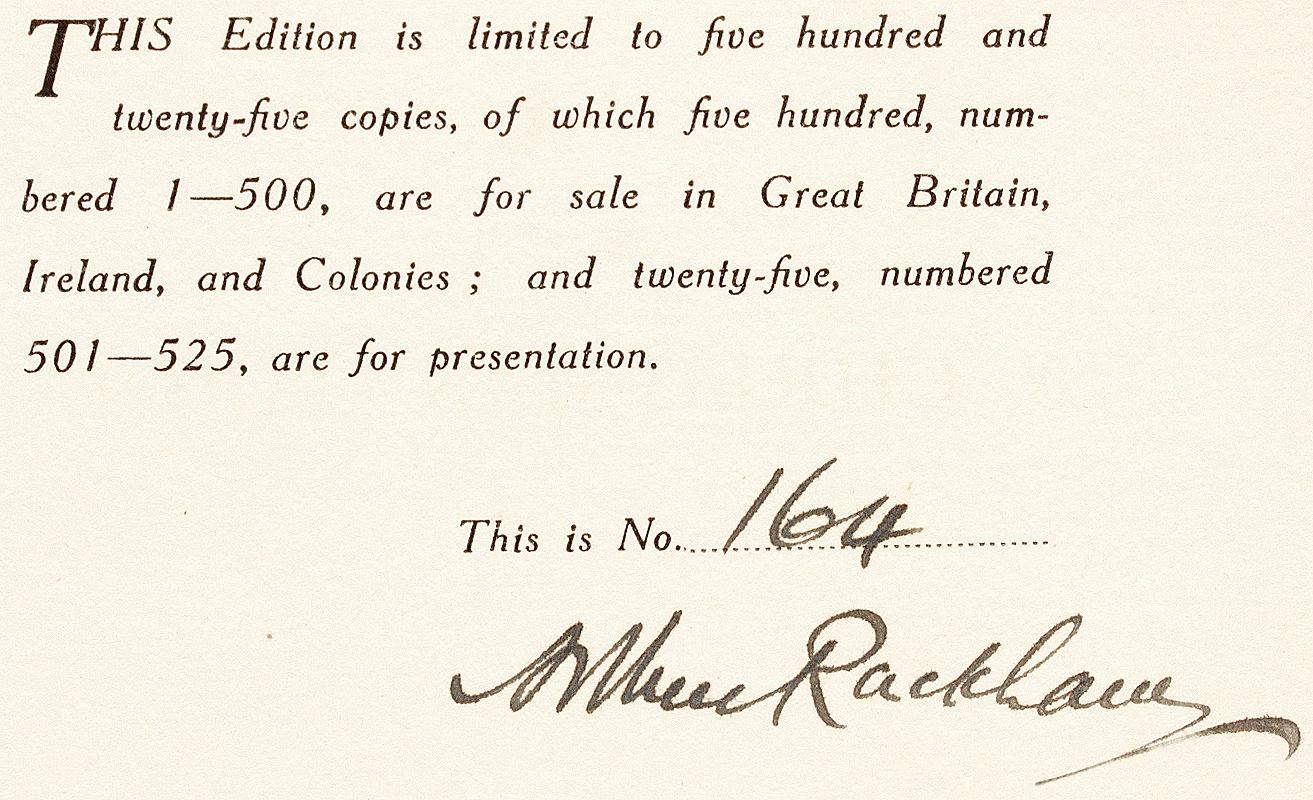 THIS Edition is limited to five hundred and
twenty-five copies, of which five hundred, num-
bered 1—500, are for sale in Great Britain,
Ireland, and Colonies ; and twenty-five, numbered
501—525, are for presentation.
This is No. 164
Arthur Rackham